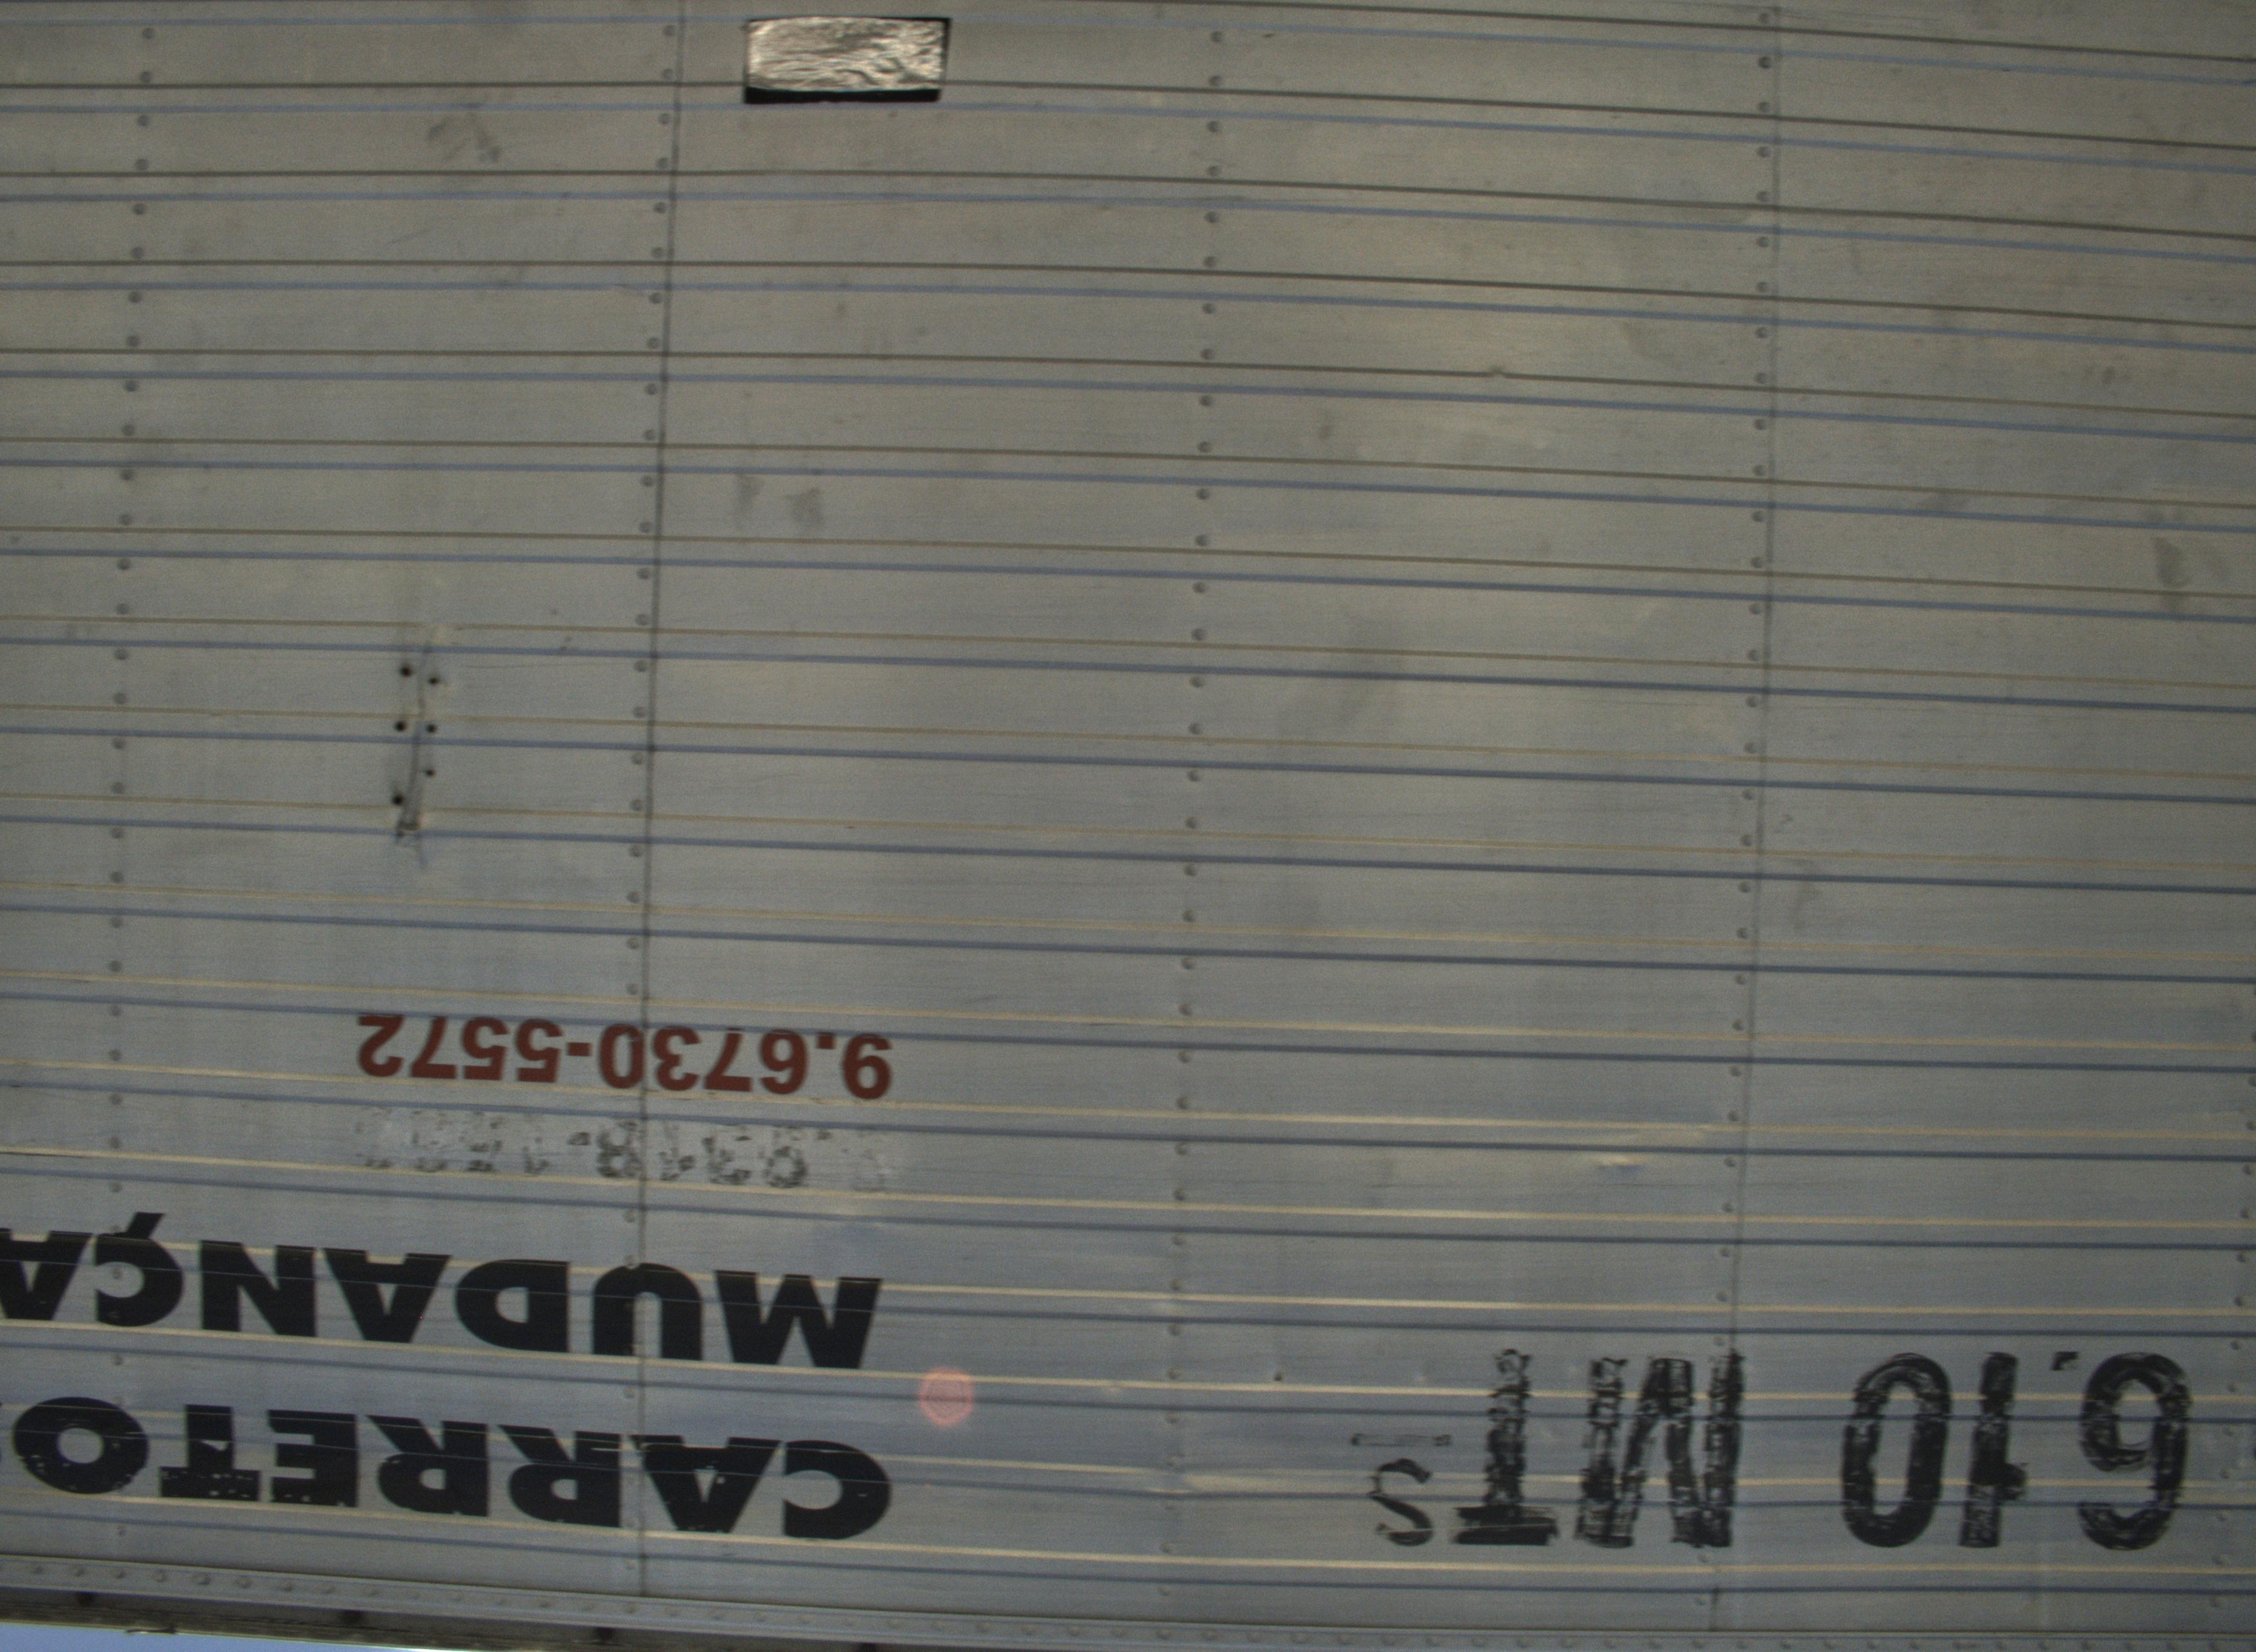 CARRETO
MUDANÇA
9.6730-5572
6.10 MTS